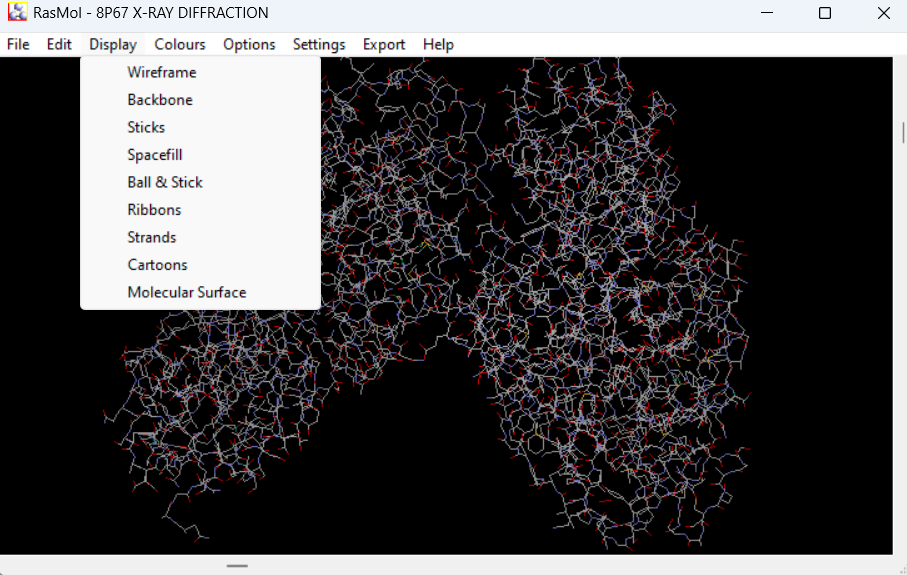 RasMol - 8P67 X-RAY DIFFRACTION
File Edit Display Colours Options Settings Export Help
Wireframe
Backbone
Sticks
Spacefill
Ball & Stick
Ribbons
Strands
Cartoons
Molecular Surface